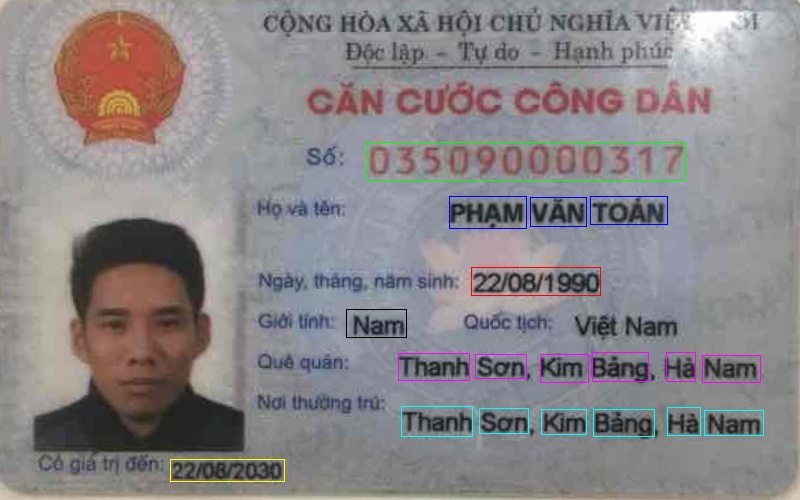 CỘNG HÒA XÃ HỘI CHỦ NGHĨA
Độc lập - Tự do - Hạnh phúc
CĂN CƯỚC CÔNG DÂN
Số: 035090000317
Họ và tên: PHẠM VĂN TOÁN
Ngày, tháng, năm sinh: 22/08/1990
Giới tính: Nam Quốc tịch: Việt Nam
Quê quán: Thanh Sơn, Kim Bảng, Hà Nam
Nơi thường trú: Thanh Sơn, Kim Bảng, Hà Nam
Có giá trị đến: 22/08/2030